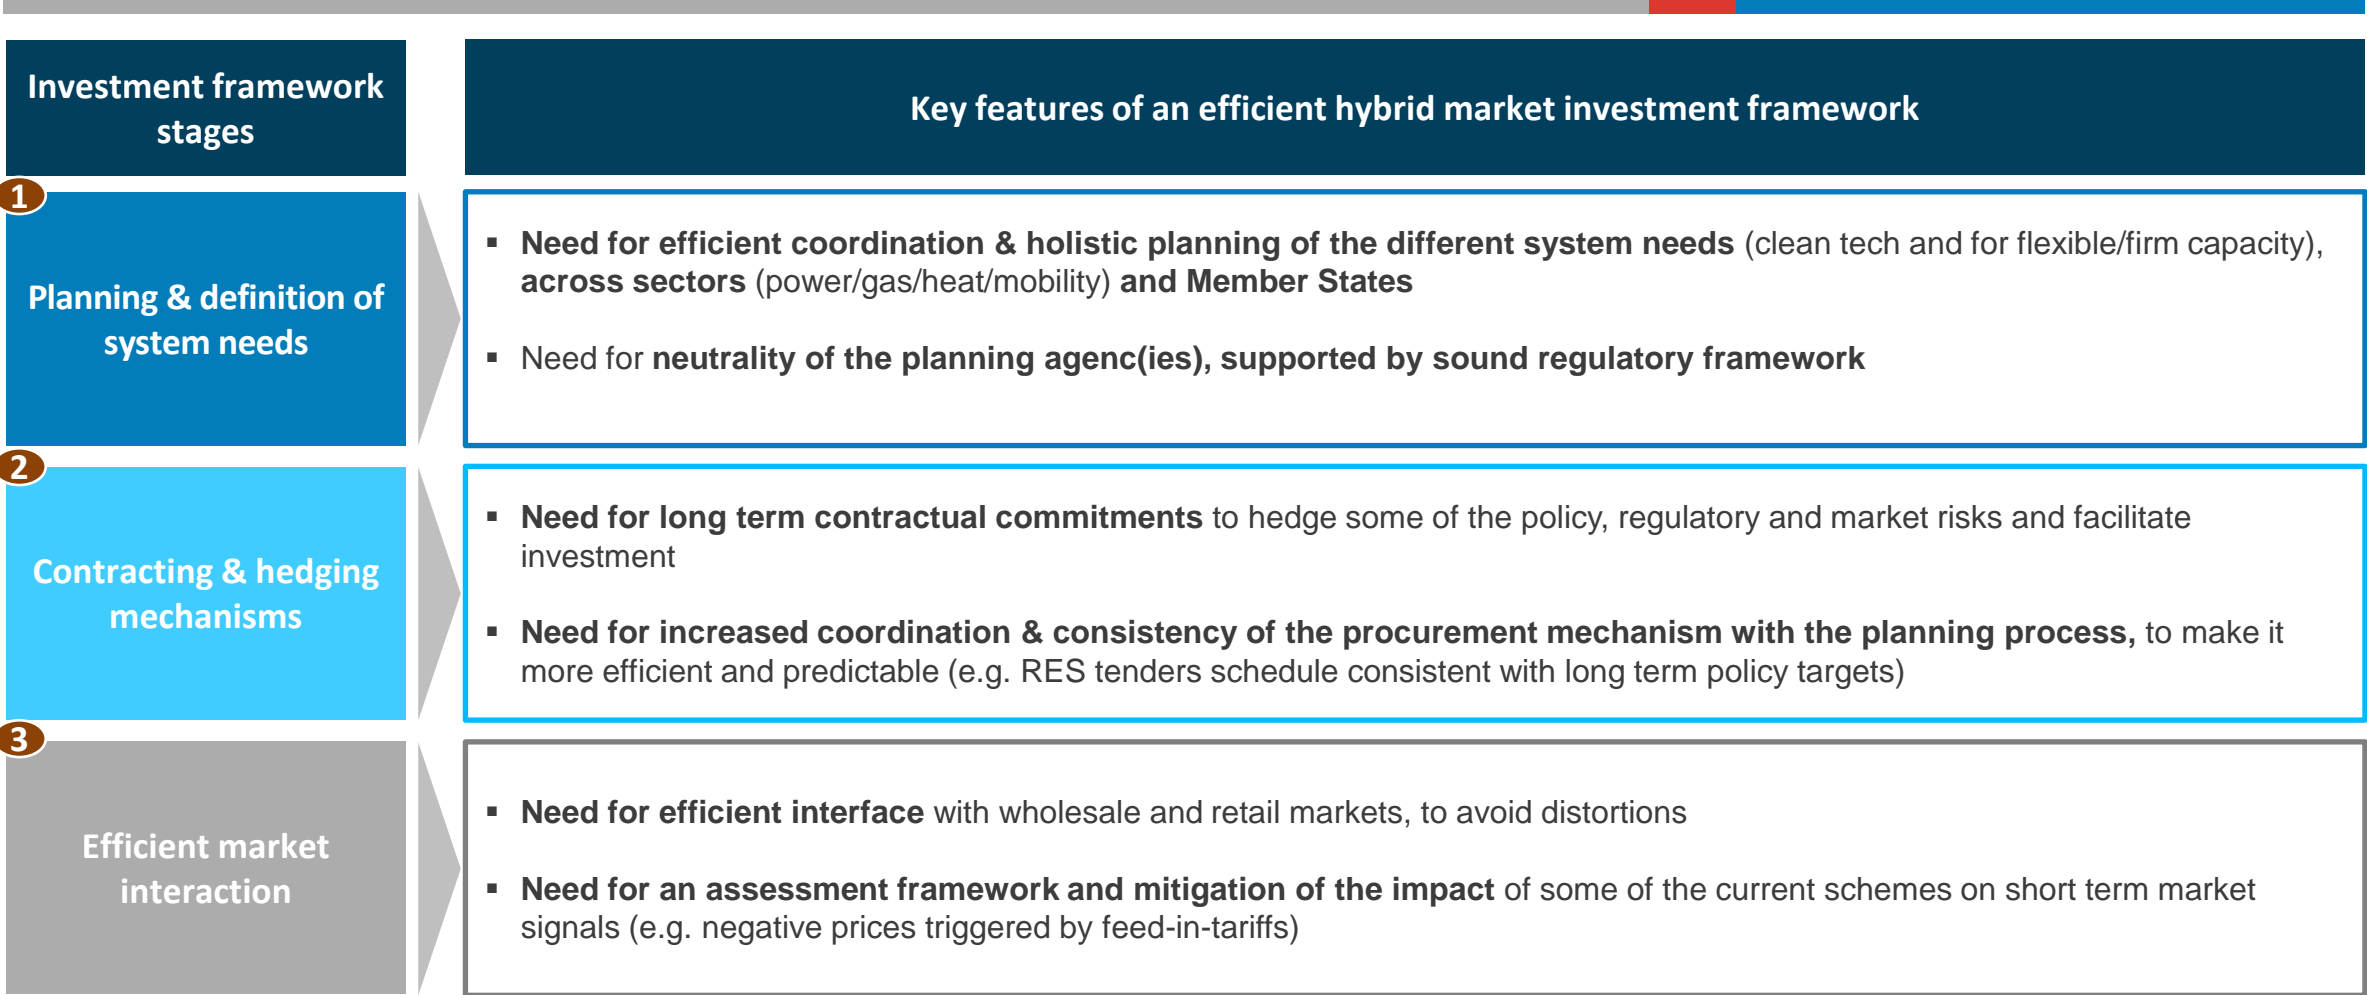 Investment framework
stages
Key features of an efficient hybrid market investment framework
1
Planning & definition of
system needs
▪ Need for efficient coordination & holistic planning of the different system needs (clean tech and for flexible/firm capacity),
across sectors (power/gas/heat/mobility) and Member States
▪ Need for neutrality of the planning agenc(ies), supported by sound regulatory framework
2
Contracting & hedging
mechanisms
▪ Need for long term contractual commitments to hedge some of the policy, regulatory and market risks and facilitate
investment
▪ Need for increased coordination & consistency of the procurement mechanism with the planning process, to make it
more efficient and predictable (e.g. RES tenders schedule consistent with long term policy targets)
3
Efficient market
interaction
▪ Need for efficient interface with wholesale and retail markets, to avoid distortions
▪ Need for an assessment framework and mitigation of the impact of some of the current schemes on short term market
signals (e.g. negative prices triggered by feed-in-tariffs)